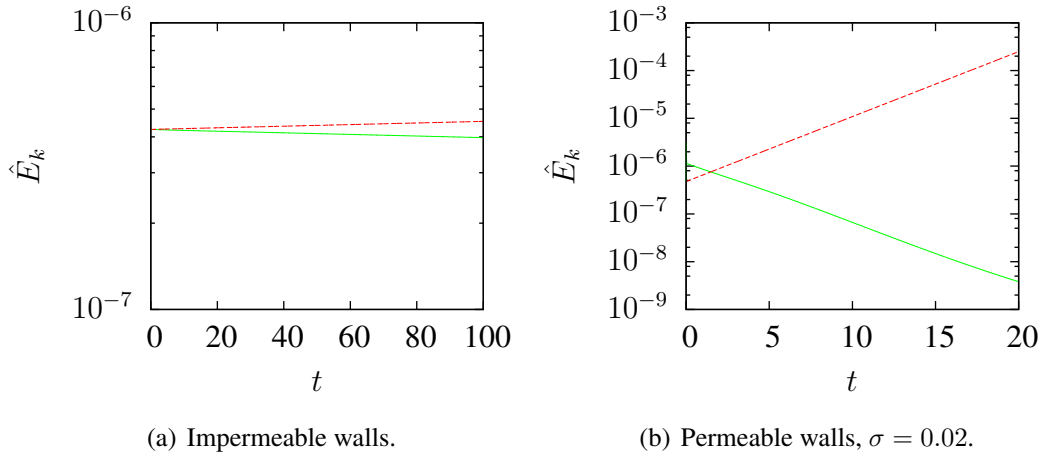 10⁻⁶
Ê_k
10⁻⁷
0 20 40 60 80 100
t
(a) Impermeable walls.
10⁻³
10⁻⁴
10⁻⁵
10⁻⁶
Ê_k
10⁻⁷
10⁻⁸
10⁻⁹
0 5 10 15 20
t
(b) Permeable walls, σ = 0.02.